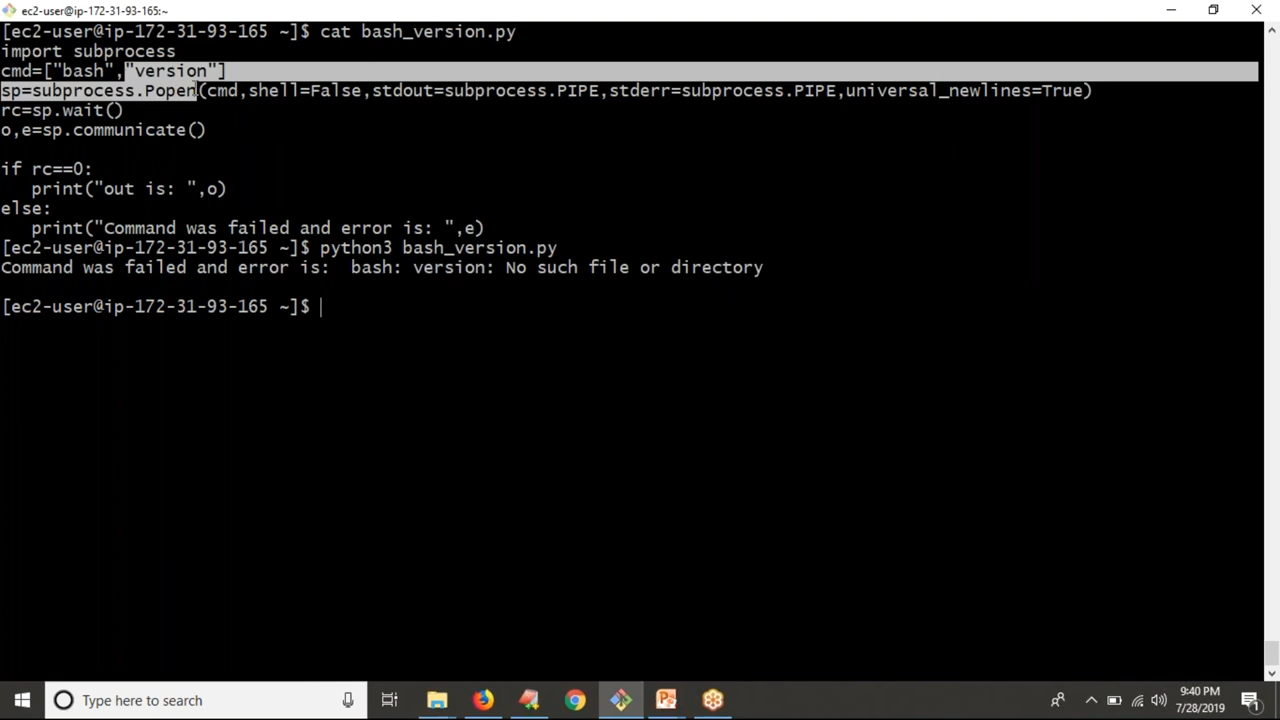 ec2-user@ip-172-31-93-165:~
[ec2-user@ip-172-31-93-165 ~]$ cat bash_version.py
import subprocess
cmd=["bash","version"]
sp=subprocess.Popen(cmd,shell=False,stdout=subprocess.PIPE,stderr=subprocess.PIPE,universal_newlines=True)
rc=sp.wait()
o,e=sp.communicate()
if rc==0:
   print("out is: ",o)
else:
   print("Command was failed and error is: ",e)
[ec2-user@ip-172-31-93-165 ~]$ python3 bash_version.py
Command was failed and error is:  bash: version: No such file or directory
[ec2-user@ip-172-31-93-165 ~]$
Type here to search
9:40 PM
7/28/2019
1